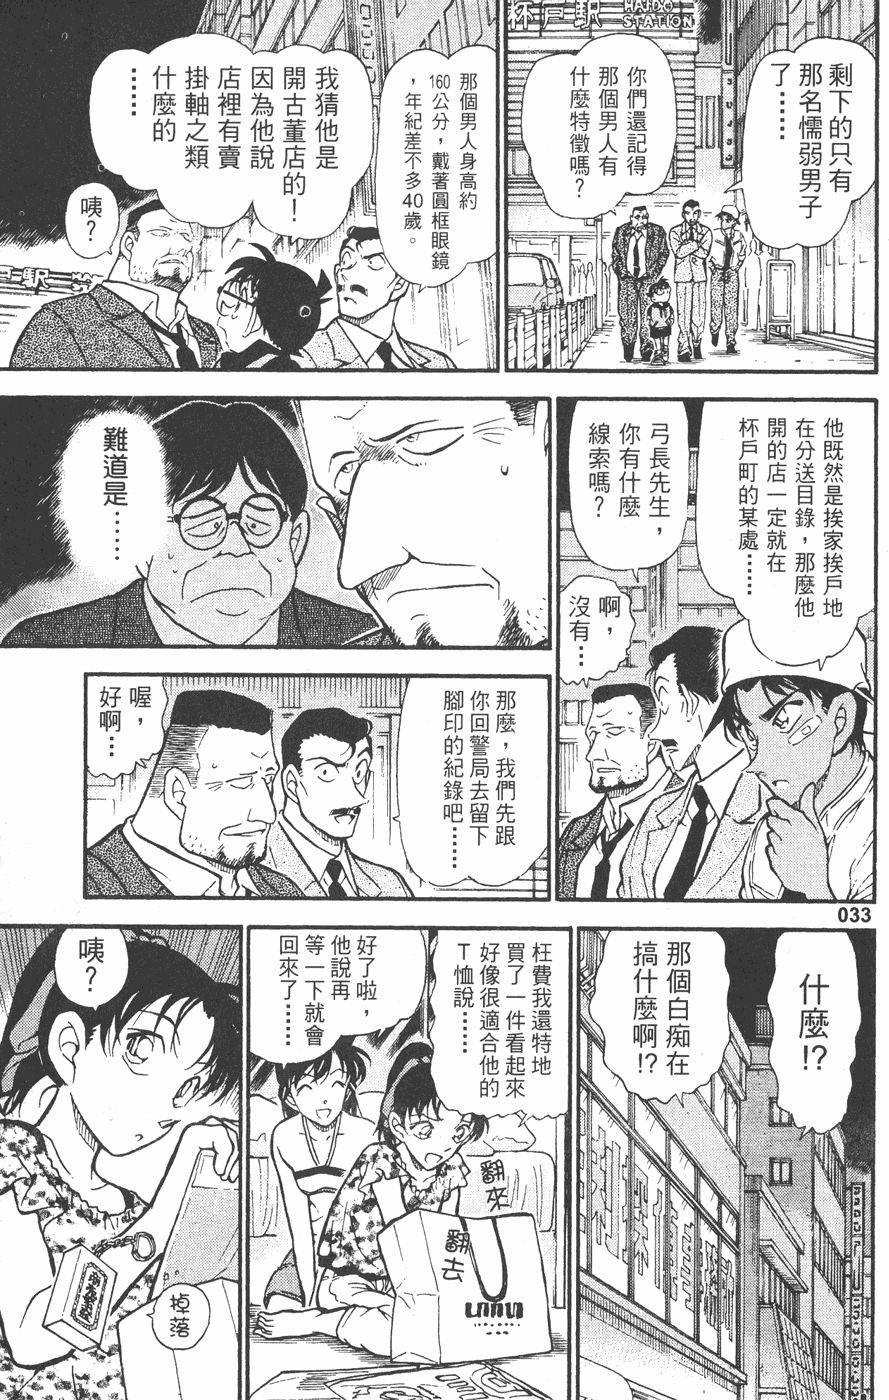 杯戶駅
HAIDO
STATION
剩下的只有
那名懦弱男子
了……
你們還記得
那個男人有
什麼特徵嗎？
那個男人身高約
160公分，戴著圓框眼鏡
，年紀差不多40歲。
我猜他是
開古董店的！
因為他說
店裡有賣
掛軸之類
什麼的
……
咦？
戶駅
他既然是挨家挨戶地
在分送目錄，那麼他
開的店一定就在
杯戶町的某處……
弓長先生，
你有什麼
線索嗎？
啊，
沒有…
難道是……
那麼，我們先跟
你回警局去留下
腳印的紀錄吧……
喔，
好啊…
033
什麼!?
那個白痴在
搞什麼啊!?
枉費我還特地
買了一件看起來
好像很適合他的
T恤說……
好了啦，
他說再
等一下就會
回來了……
翻來
翻去
咦？
掉落